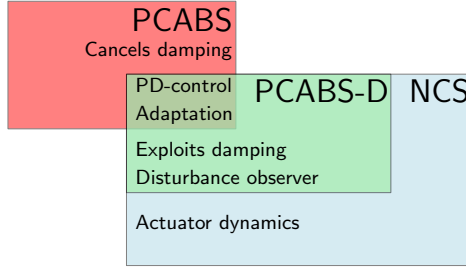 PCABS
Cancels damping
PD-control
Adaptation
PCABS-D
NCS
Exploits damping
Disturbance observer
Actuator dynamics